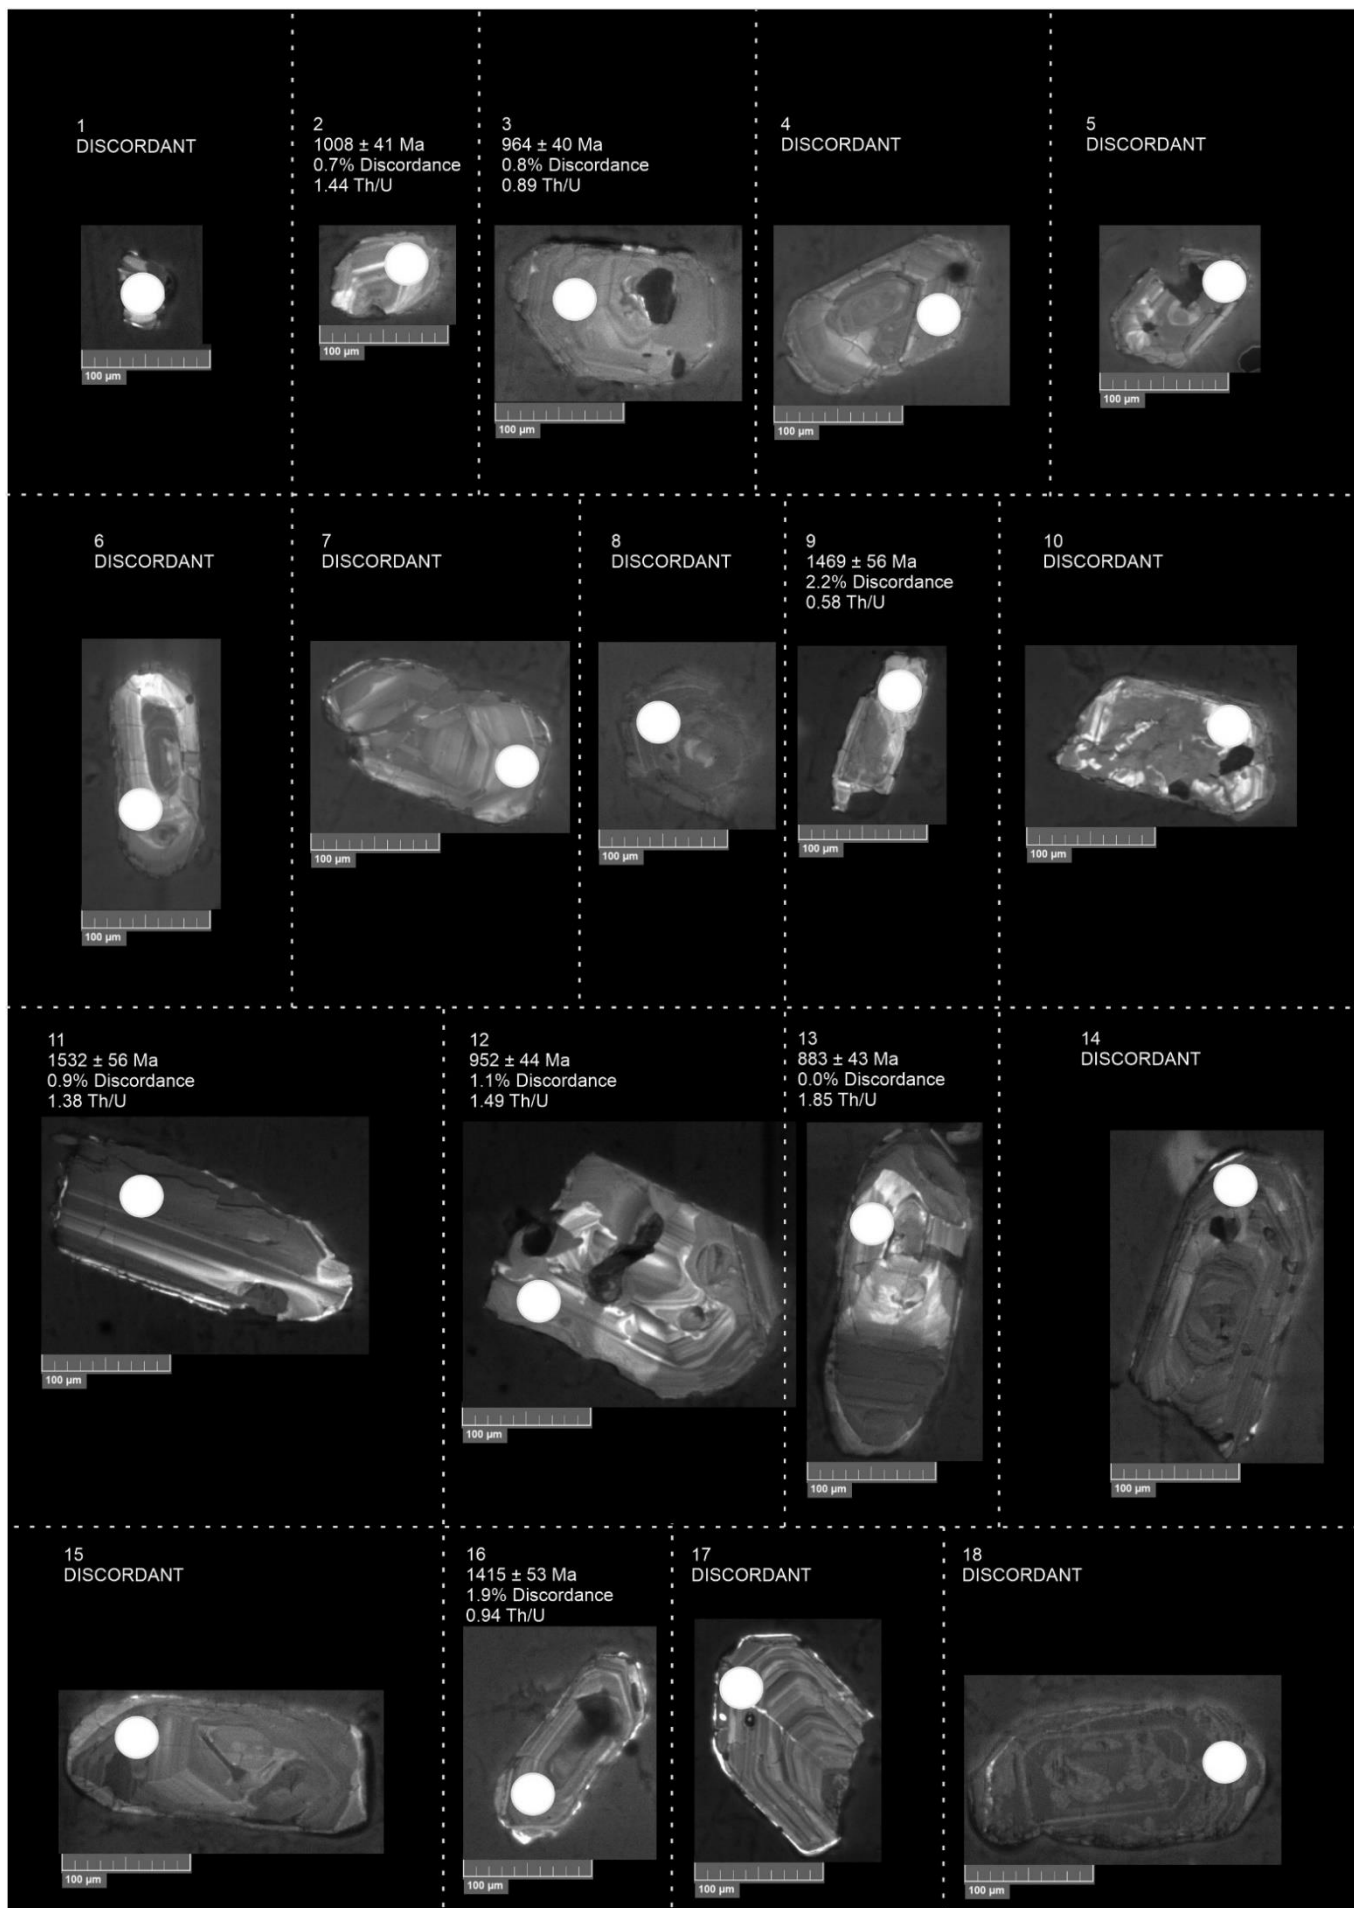 1
DISCORDANT
100 µm
2
1008 ± 41 Ma
0.7% Discordance
1.44 Th/U
100 µm
3
964 ± 40 Ma
0.8% Discordance
0.89 Th/U
100 µm
4
DISCORDANT
100 µm
5
DISCORDANT
100 µm
6
DISCORDANT
100 µm
7
DISCORDANT
100 µm
8
DISCORDANT
100 µm
9
1469 ± 56 Ma
2.2% Discordance
0.58 Th/U
100 µm
10
DISCORDANT
100 µm
11
1532 ± 56 Ma
0.9% Discordance
1.38 Th/U
100 µm
12
952 ± 44 Ma
1.1% Discordance
1.49 Th/U
100 µm
13
883 ± 43 Ma
0.0% Discordance
1.85 Th/U
100 µm
14
DISCORDANT
100 µm
15
DISCORDANT
100 µm
16
1415 ± 53 Ma
1.9% Discordance
0.94 Th/U
100 µm
17
DISCORDANT
100 µm
18
DISCORDANT
100 µm